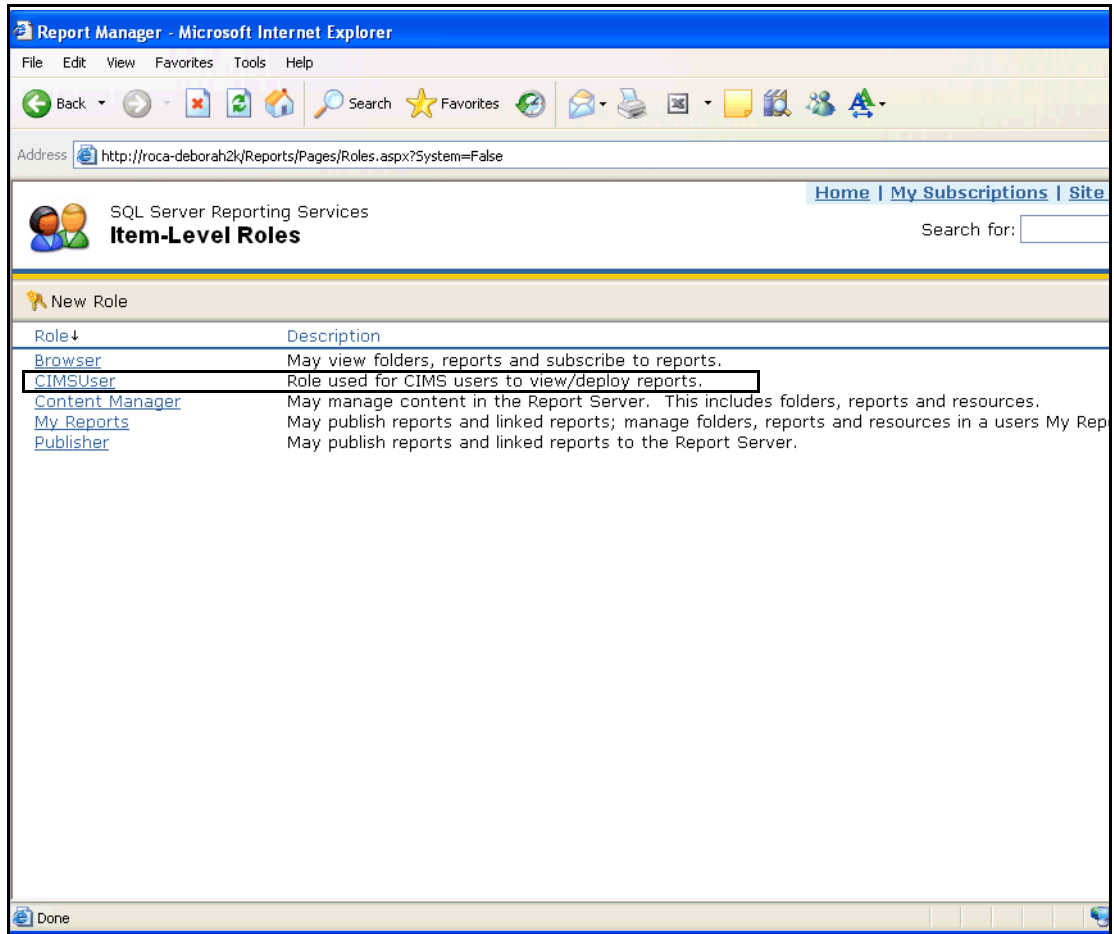 Report Manager - Microsoft Internet Explorer
File Edit View Favorites Tools Help
Back Search Favorites
Address http://roca-deborah2k/Reports/Pages/Roles.aspx?System=False
Home | My Subscriptions | Site
SQL Server Reporting Services
Item-Level Roles
Search for:
New Role
Role↓ Description
Browser May view folders, reports and subscribe to reports.
CIMSUser Role used for CIMS users to view/deploy reports.
Content Manager May manage content in the Report Server. This includes folders, reports and resources.
My Reports May publish reports and linked reports; manage folders, reports and resources in a users My Rep
Publisher May publish reports and linked reports to the Report Server.
Done